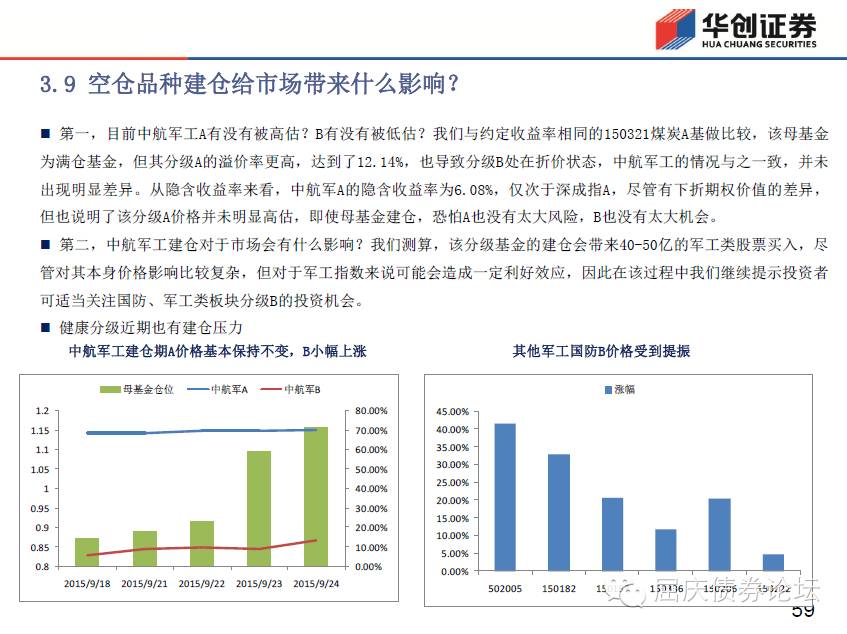 华创证券
HUA CHUANG SECURITIES
3.9 空仓品种建仓给市场带来什么影响？
■ 第一，目前中航军工A有没有被高估？B有没有被低估？我们与约定收益率相同的150321煤炭A基做比较，该母基金
为满仓基金，但其分级A的溢价率更高，达到了12.14%，也导致分级B处在折价状态，中航军工的情况与之一致，并未
出现明显差异。从隐含收益率来看，中航军A的隐含收益率为6.08%，仅次于深成指A，尽管有下折期权价值的差异，
但也说明了该分级A价格并未明显高估，即使母基金建仓，恐怕A也没有太大风险，B也没有太大机会。
■ 第二，中航军工建仓对于市场会有什么影响？我们测算，该分级基金的建仓会带来40-50亿的军工类股票买入，尽
管对其本身价格影响比较复杂，但对于军工指数来说可能会造成一定利好效应，因此在该过程中我们继续提示投资者
可适当关注国防、军工类板块分级B的投资机会。
■ 健康分级近期也有建仓压力
中航军工建仓期A价格基本保持不变，B小幅上涨
母基金仓位 中航军A 中航军B
1.2
1.15
1.1
1.05
1
0.95
0.9
0.85
0.8
80.00%
70.00%
60.00%
50.00%
40.00%
30.00%
20.00%
10.00%
0.00%
2015/9/18 2015/9/21 2015/9/22 2015/9/23 2015/9/24
其他军工国防B价格受到提振
涨幅
45.00%
40.00%
35.00%
30.00%
25.00%
20.00%
15.00%
10.00%
5.00%
0.00%
502005 150182
屈庆债券论坛
59